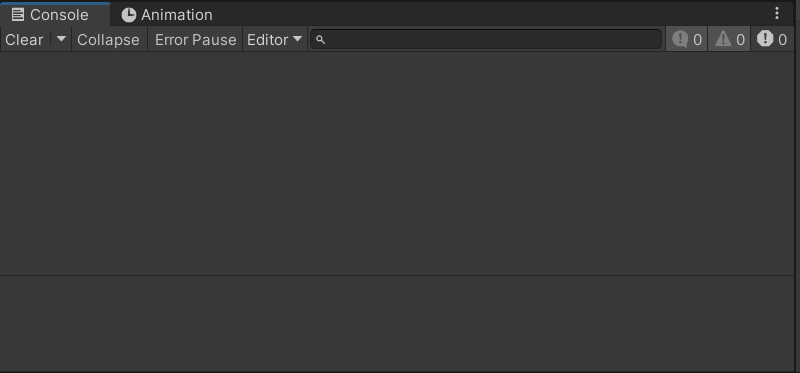 Console Animation
Clear Collapse Error Pause Editor 0 0 0